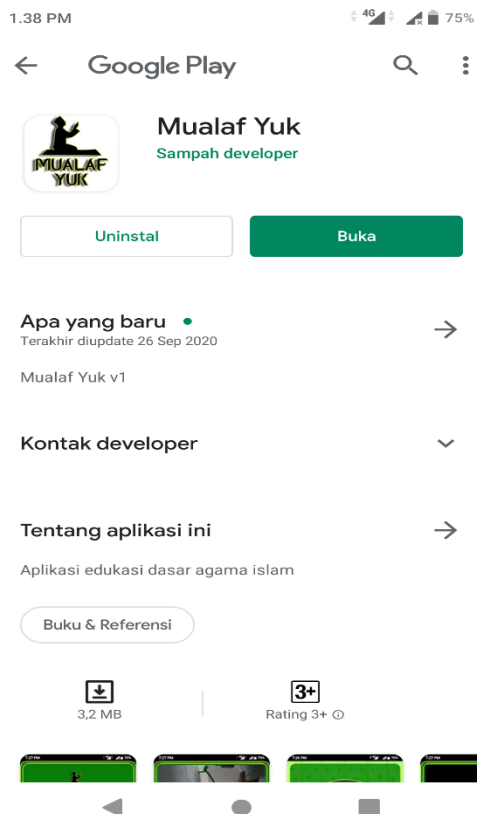 1.38 PM
4G
75%
Google Play
Mualaf Yuk
Sampah developer
MUALAF
YUK
Uninstal
Buka
Apa yang baru
Terakhir diupdate 26 Sep 2020
Mualaf Yuk v1
Kontak developer
Tentang aplikasi ini
Aplikasi edukasi dasar agama islam
Buku & Referensi
3,2 MB
3+
Rating 3+